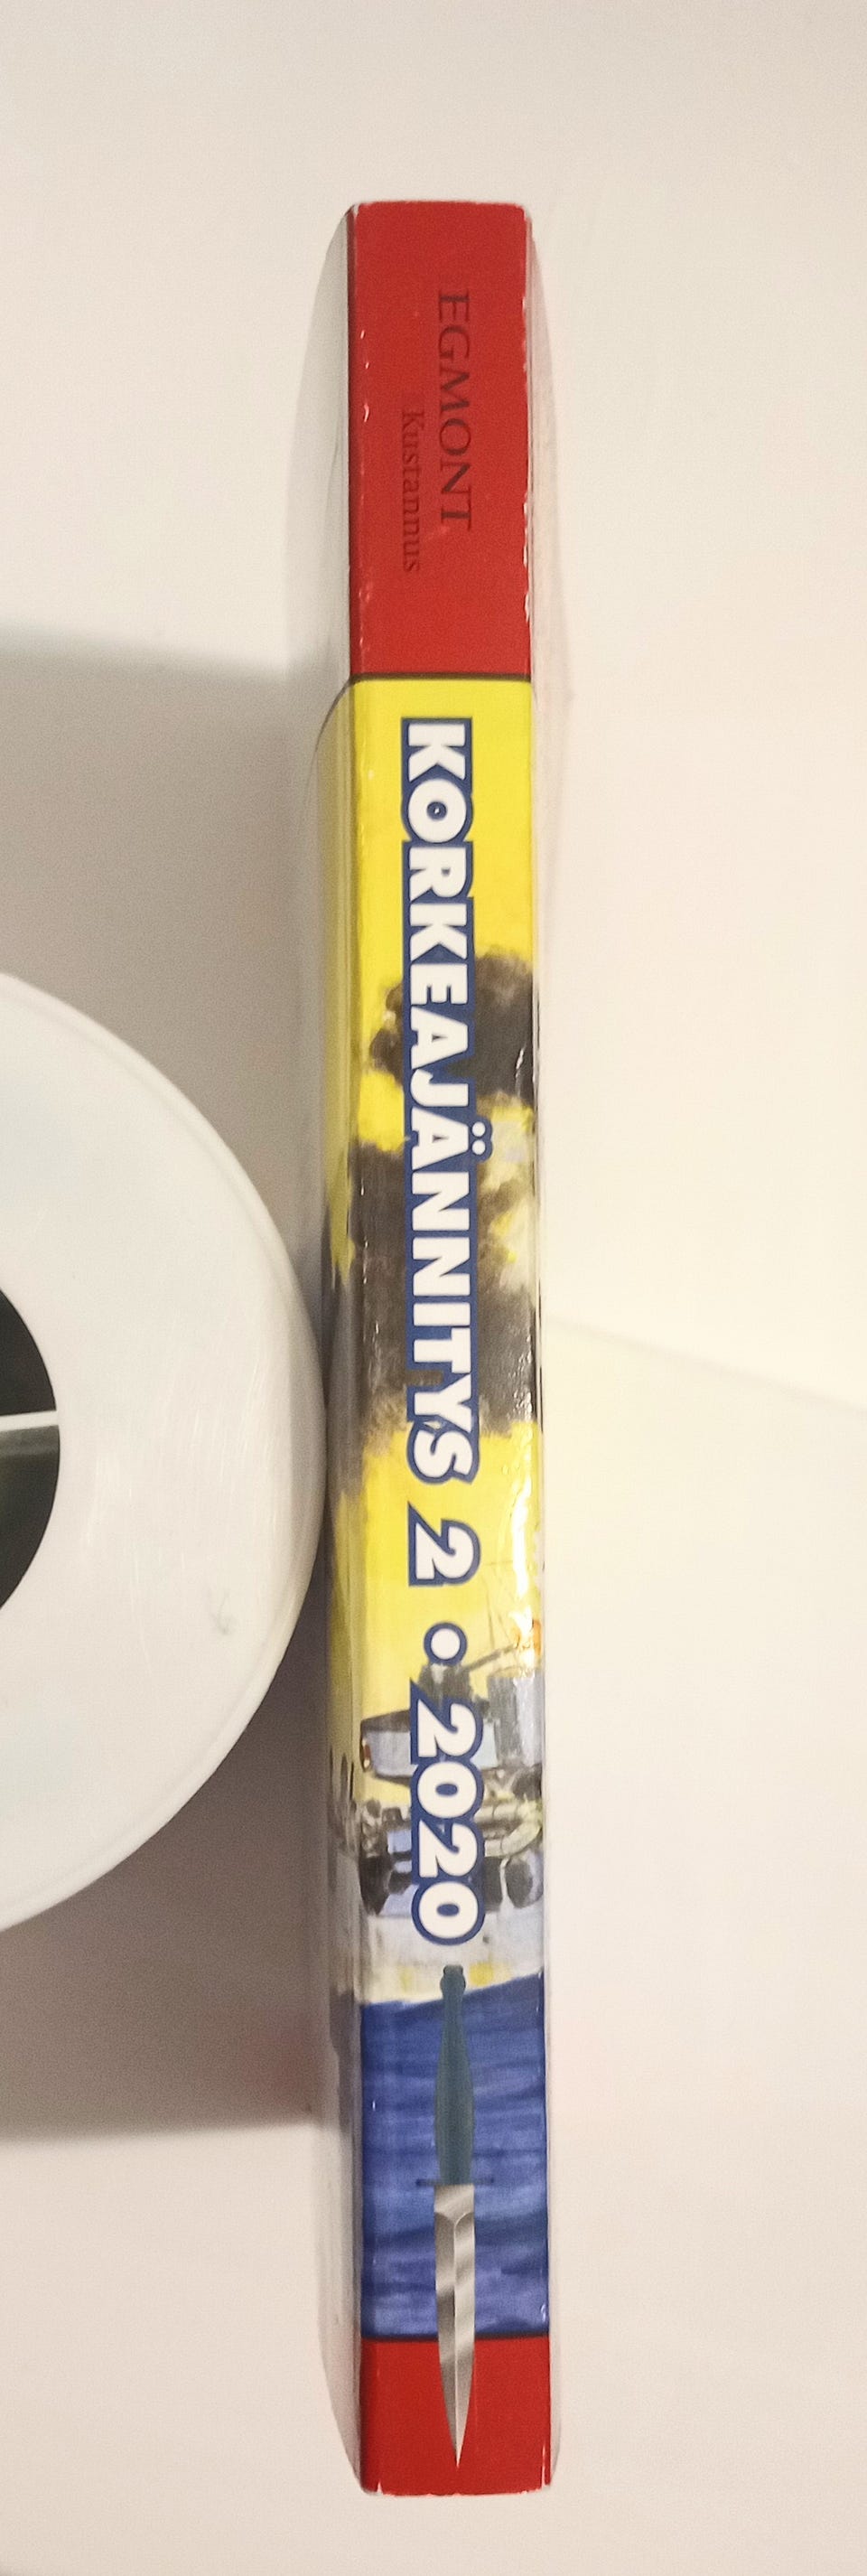 EGMONT
Kustannus
KORKEAJÄNNITYS 2 • 2020